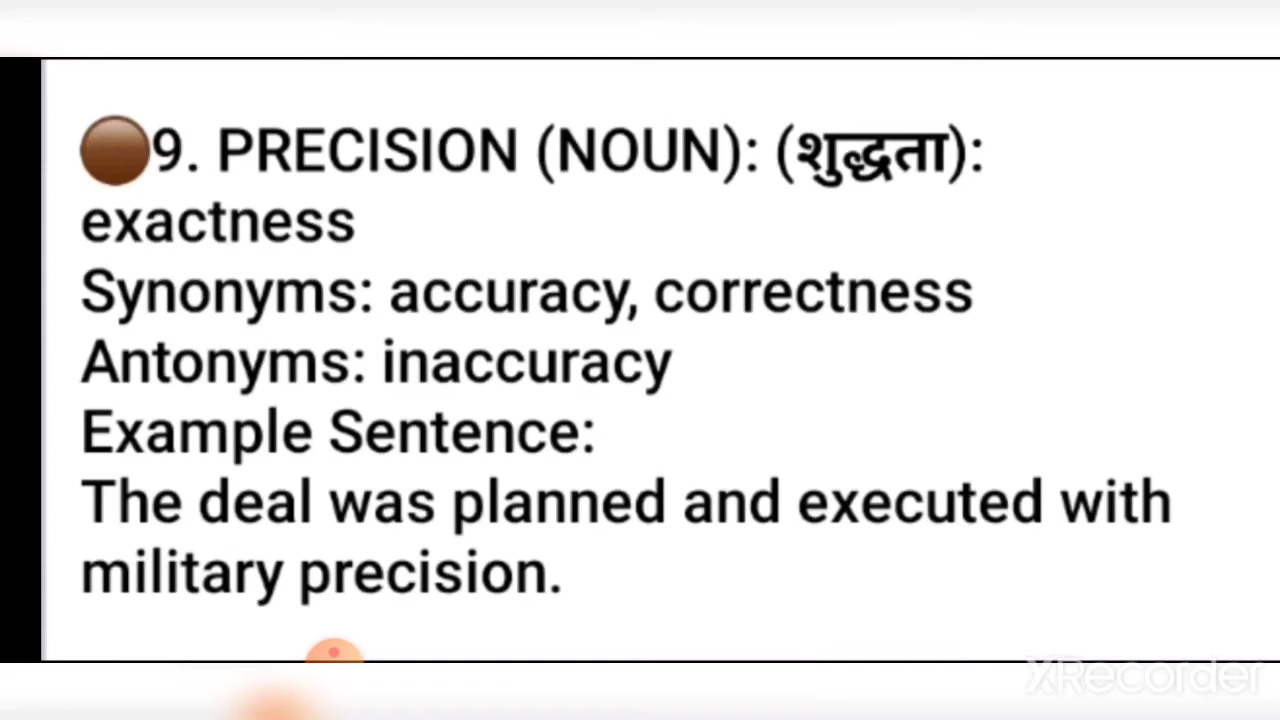 9. PRECISION (NOUN): (शुद्धता):
exactness
Synonyms: accuracy, correctness
Antonyms: inaccuracy
Example Sentence:
The deal was planned and executed with
military precision.
XRecorder